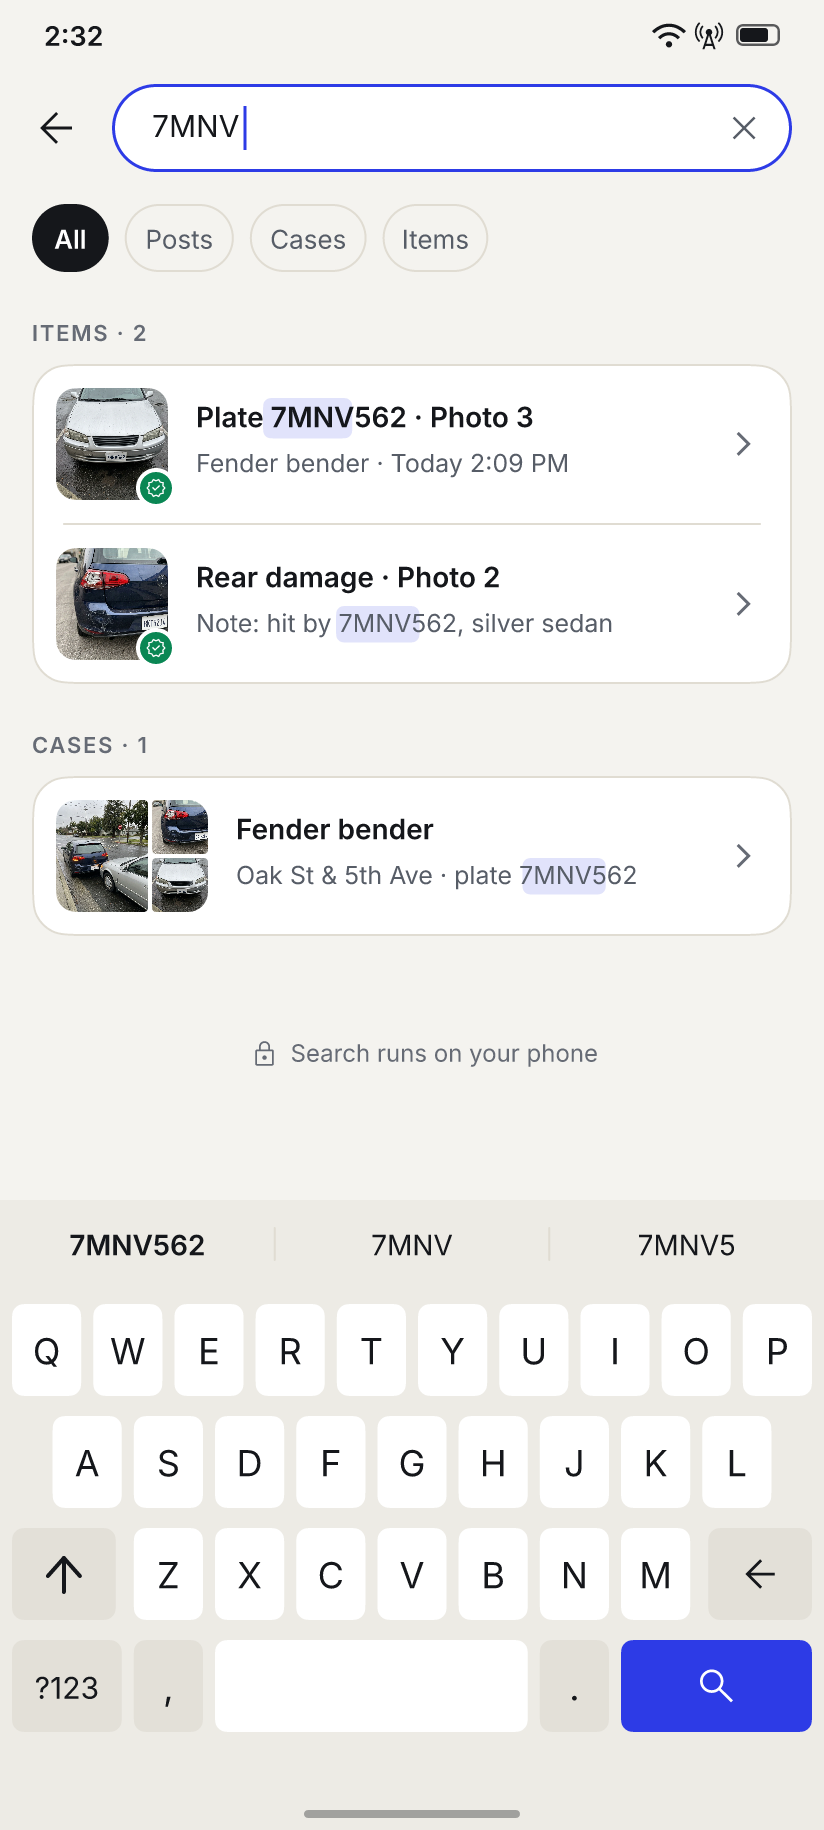 2:32
7MNV
All
Posts
Cases
Items
ITEMS · 2
Plate 7MNV562 · Photo 3
Fender bender · Today 2:09 PM
Rear damage · Photo 2
Note: hit by 7MNV562, silver sedan
CASES · 1
Fender bender
Oak St & 5th Ave · plate 7MNV562
Search runs on your phone
7MNV562
7MNV
7MNV5
Q W E R T Y U I O P
A S D F G H J K L
Z X C V B N M
?123 , .